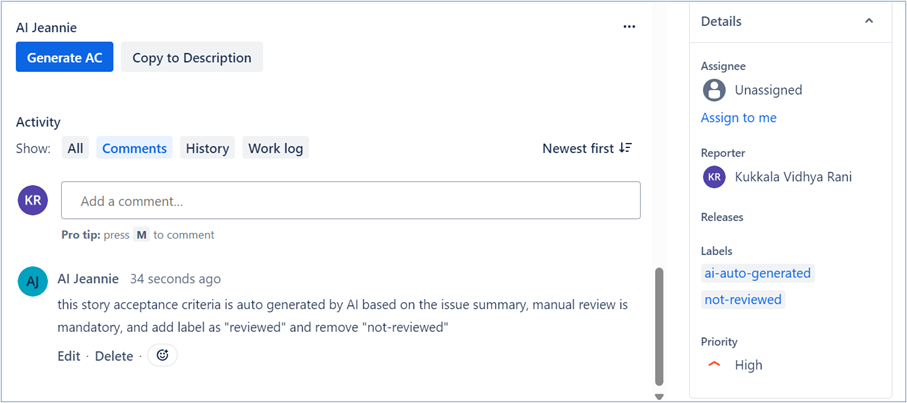 AI Jeannie
Generate AC
Copy to Description
Activity
Show: All Comments History Work log
Newest first
KR
Add a comment...
Pro tip: press M to comment
AJ
AI Jeannie 34 seconds ago
this story acceptance criteria is auto generated by AI based on the issue summary, manual review is
mandatory, and add label as "reviewed" and remove "not-reviewed"
Edit · Delete ·
Details
Assignee
Unassigned
Assign to me
Reporter
KR Kukkala Vidhya Rani
Releases
Labels
ai-auto-generated
not-reviewed
Priority
High